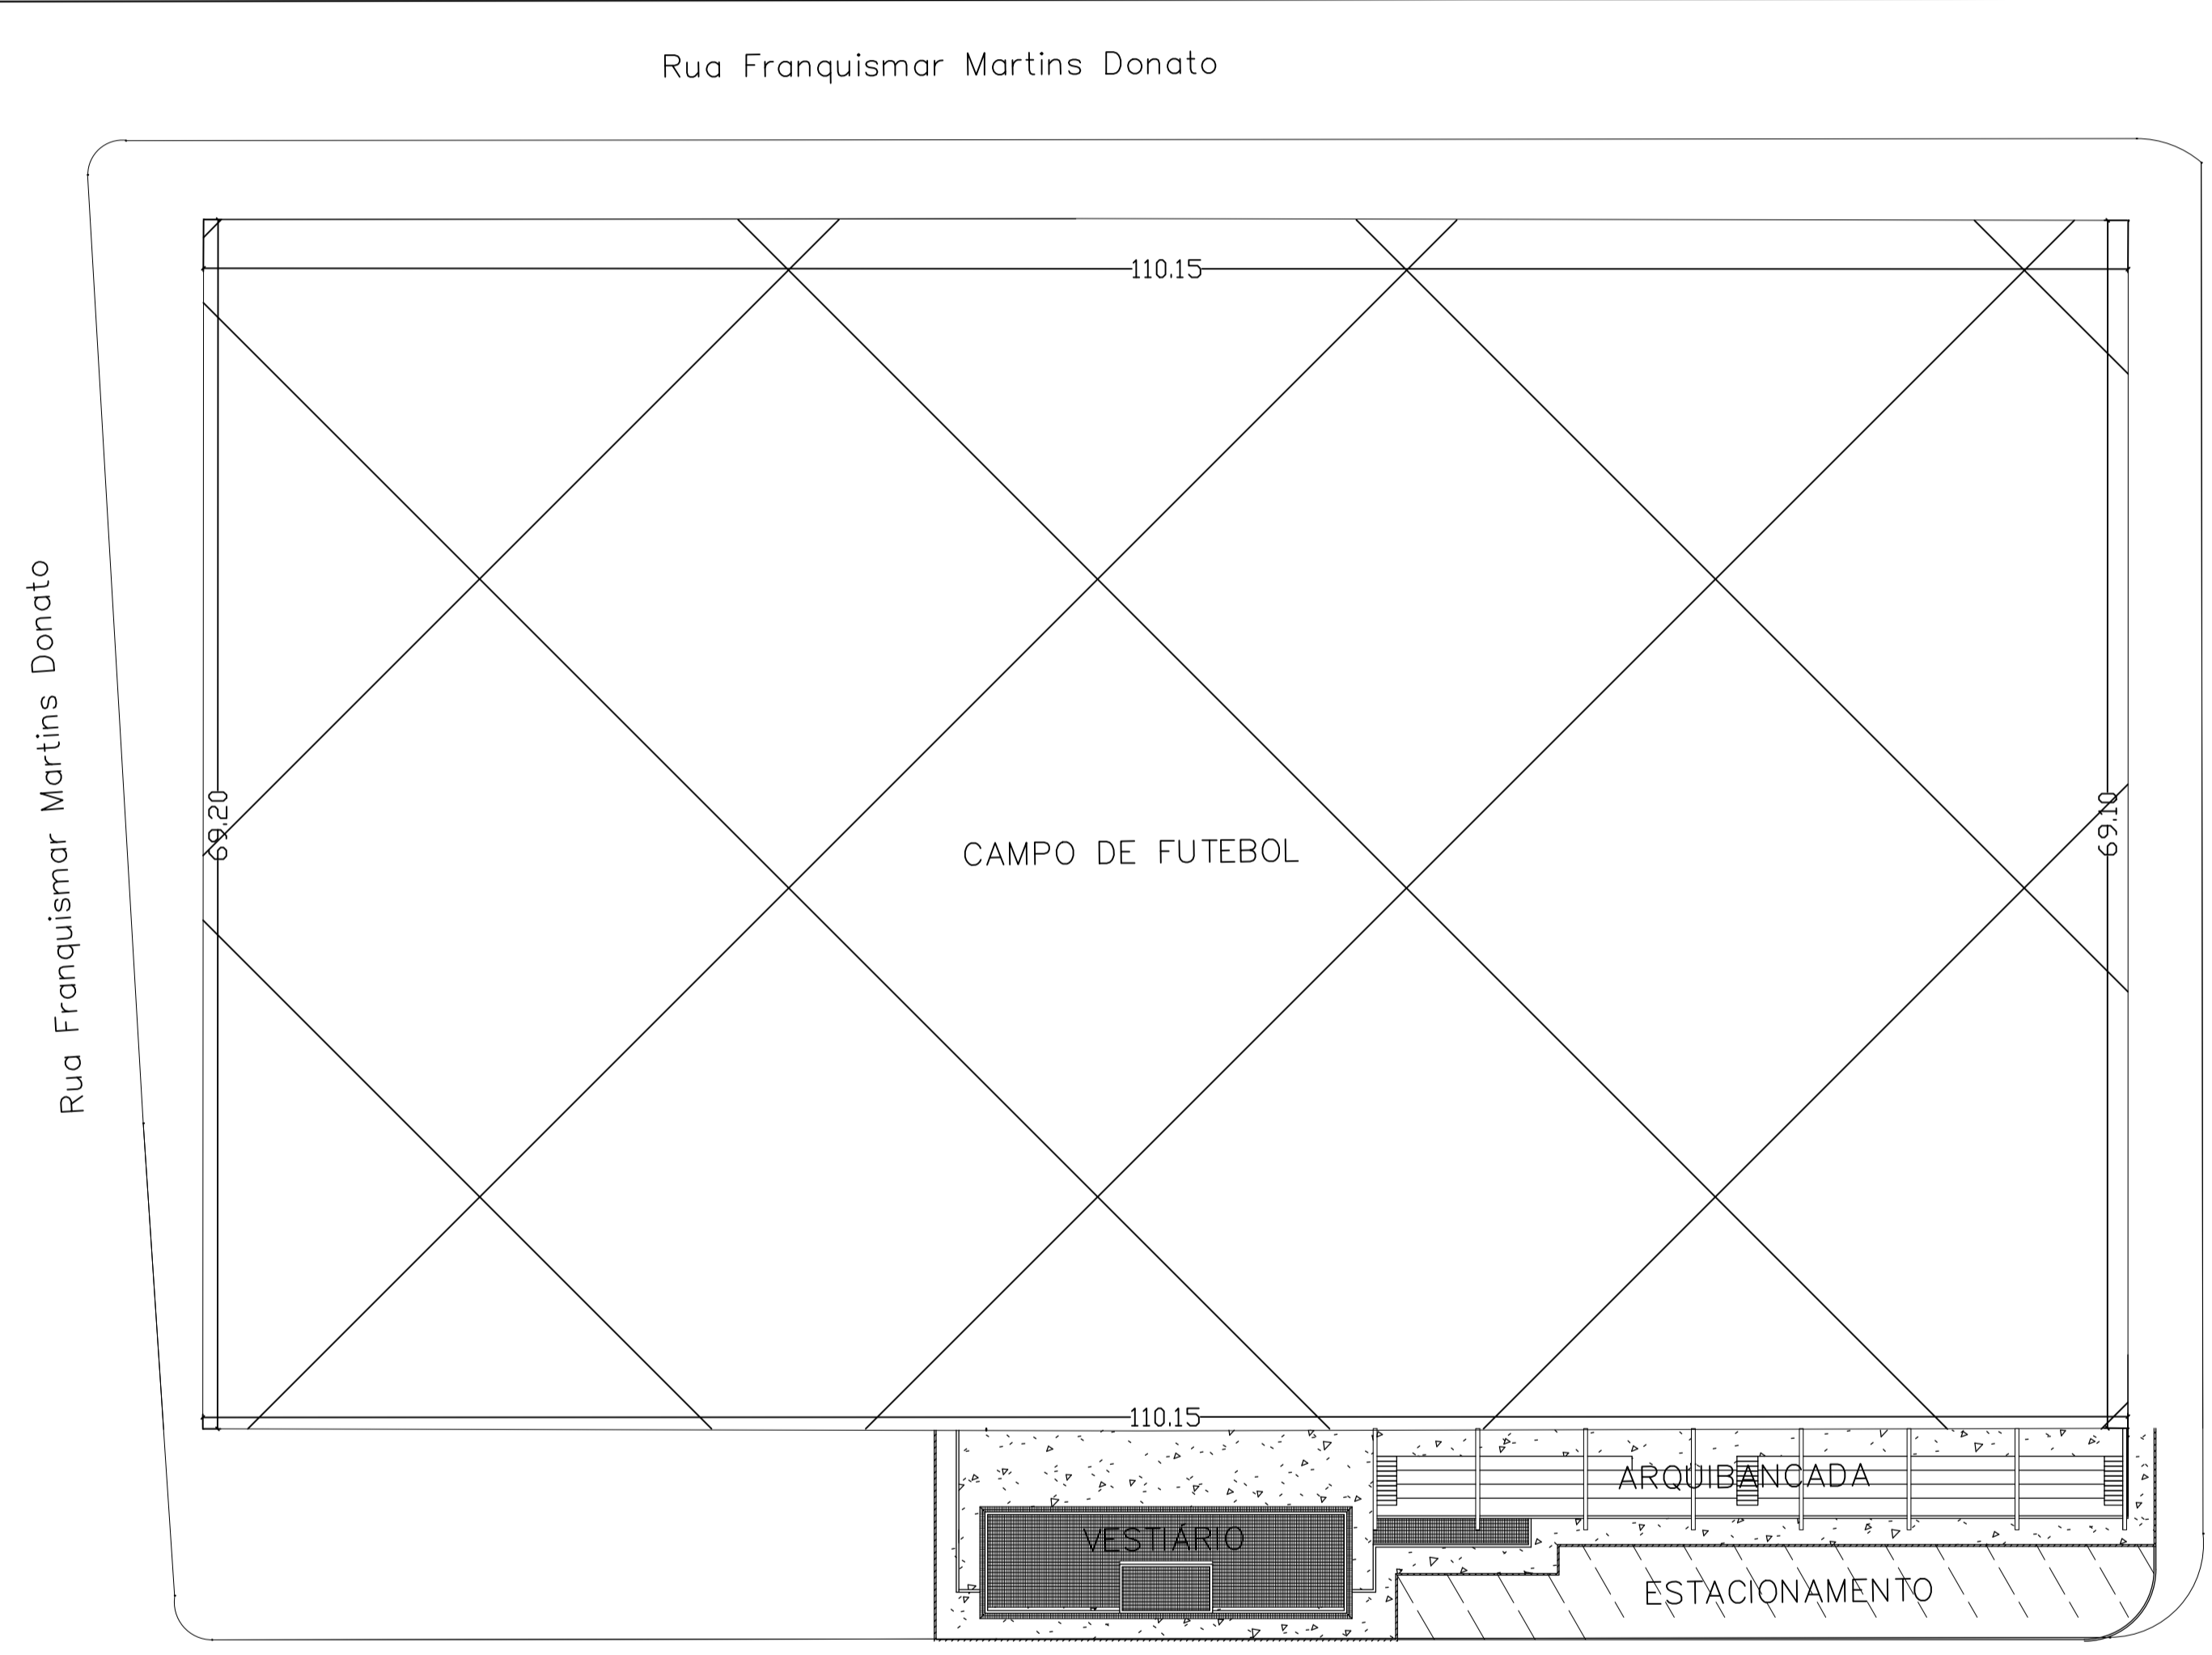 Rua Franquismar Martins Donato
110.15
Rua Franquismar Martins Donato
69.20
69.10
CAMPO DE FUTEBOL
110.15
ARQUIBANCADA
VESTIÁRIO
ESTACIONAMENTO